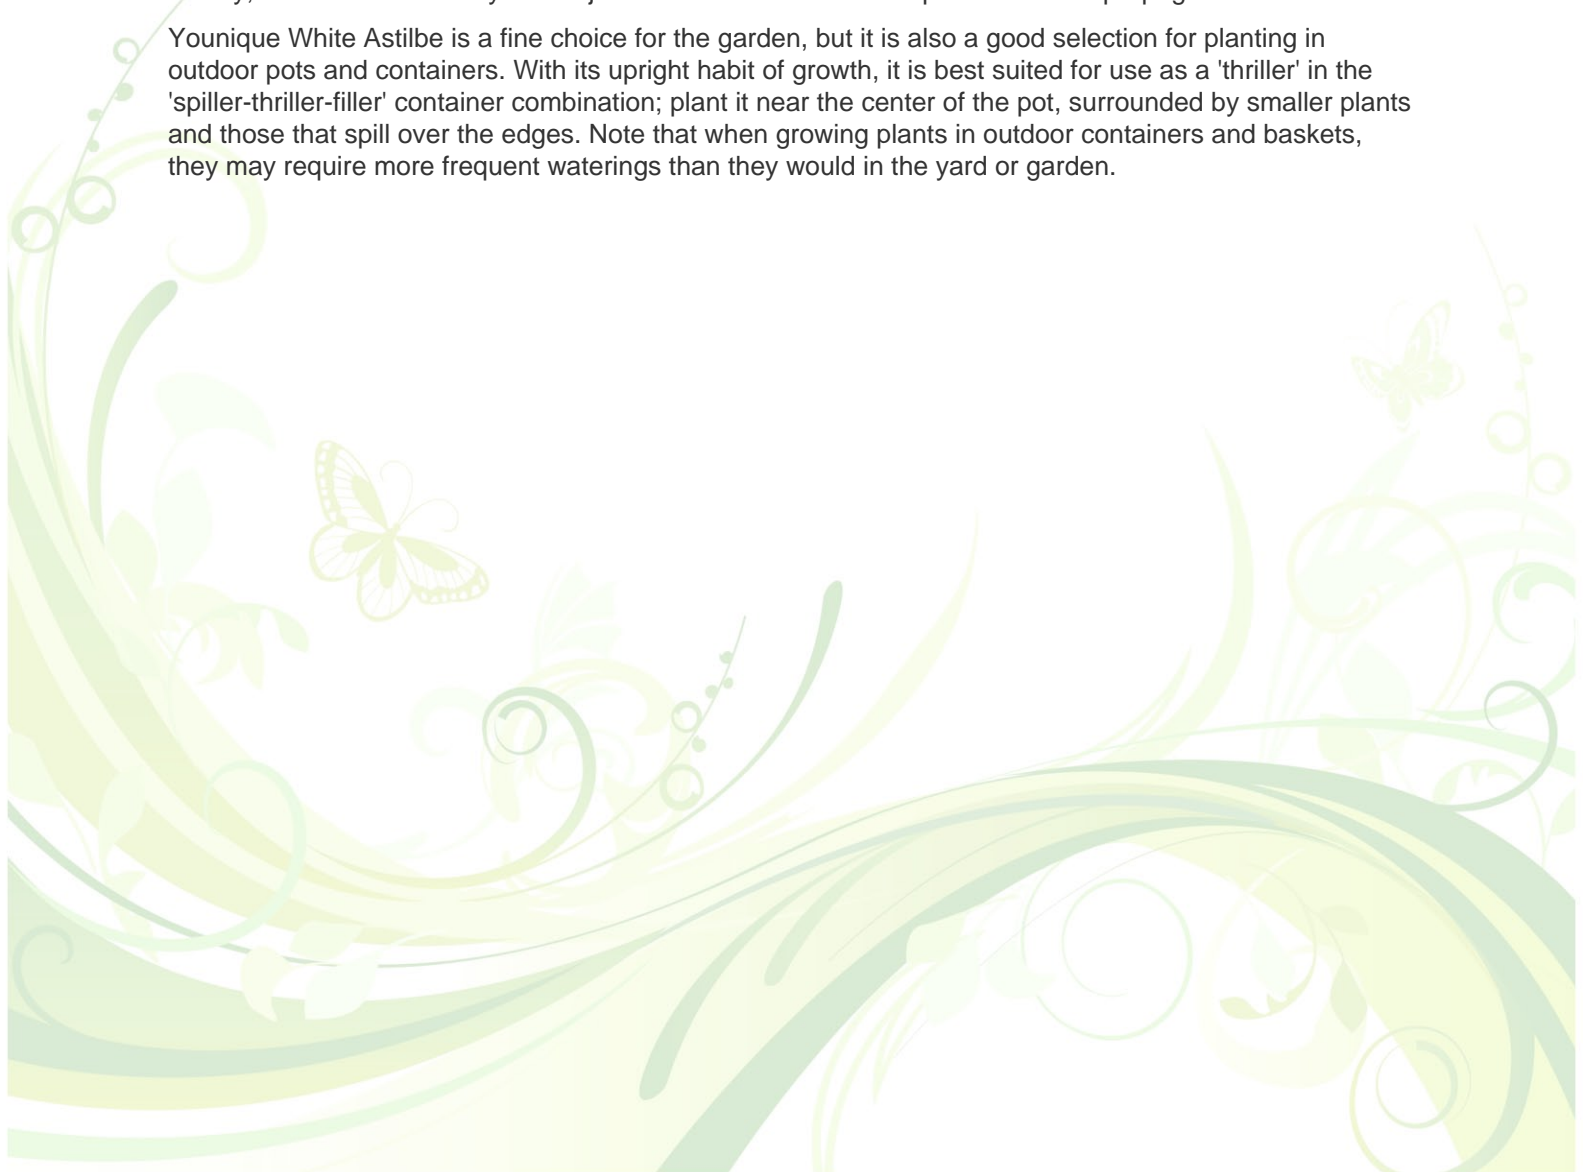 Younique White Astilbe is a fine choice for the garden, but it is also a good selection for planting in
outdoor pots and containers. With its upright habit of growth, it is best suited for use as a 'thriller' in the
'spiller-thriller-filler' container combination; plant it near the center of the pot, surrounded by smaller plants
and those that spill over the edges. Note that when growing plants in outdoor containers and baskets,
they may require more frequent waterings than they would in the yard or garden.